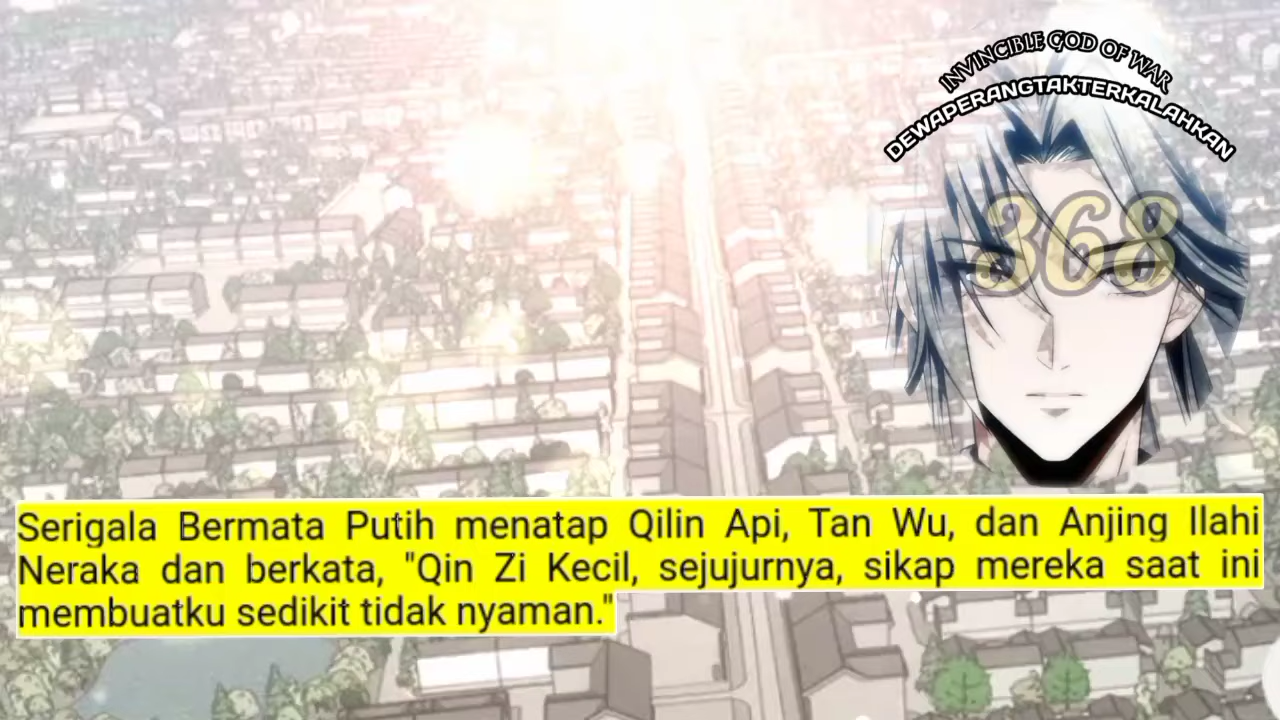 INVINCIBLE GOD OF WAR
DEWAPERANGTAKTERKALAHKAN
368
Serigala Bermata Putih menatap Qilin Api, Tan Wu, dan Anjing Ilahi
Neraka dan berkata, "Qin Zi Kecil, sejujurnya, sikap mereka saat ini
membuatku sedikit tidak nyaman."